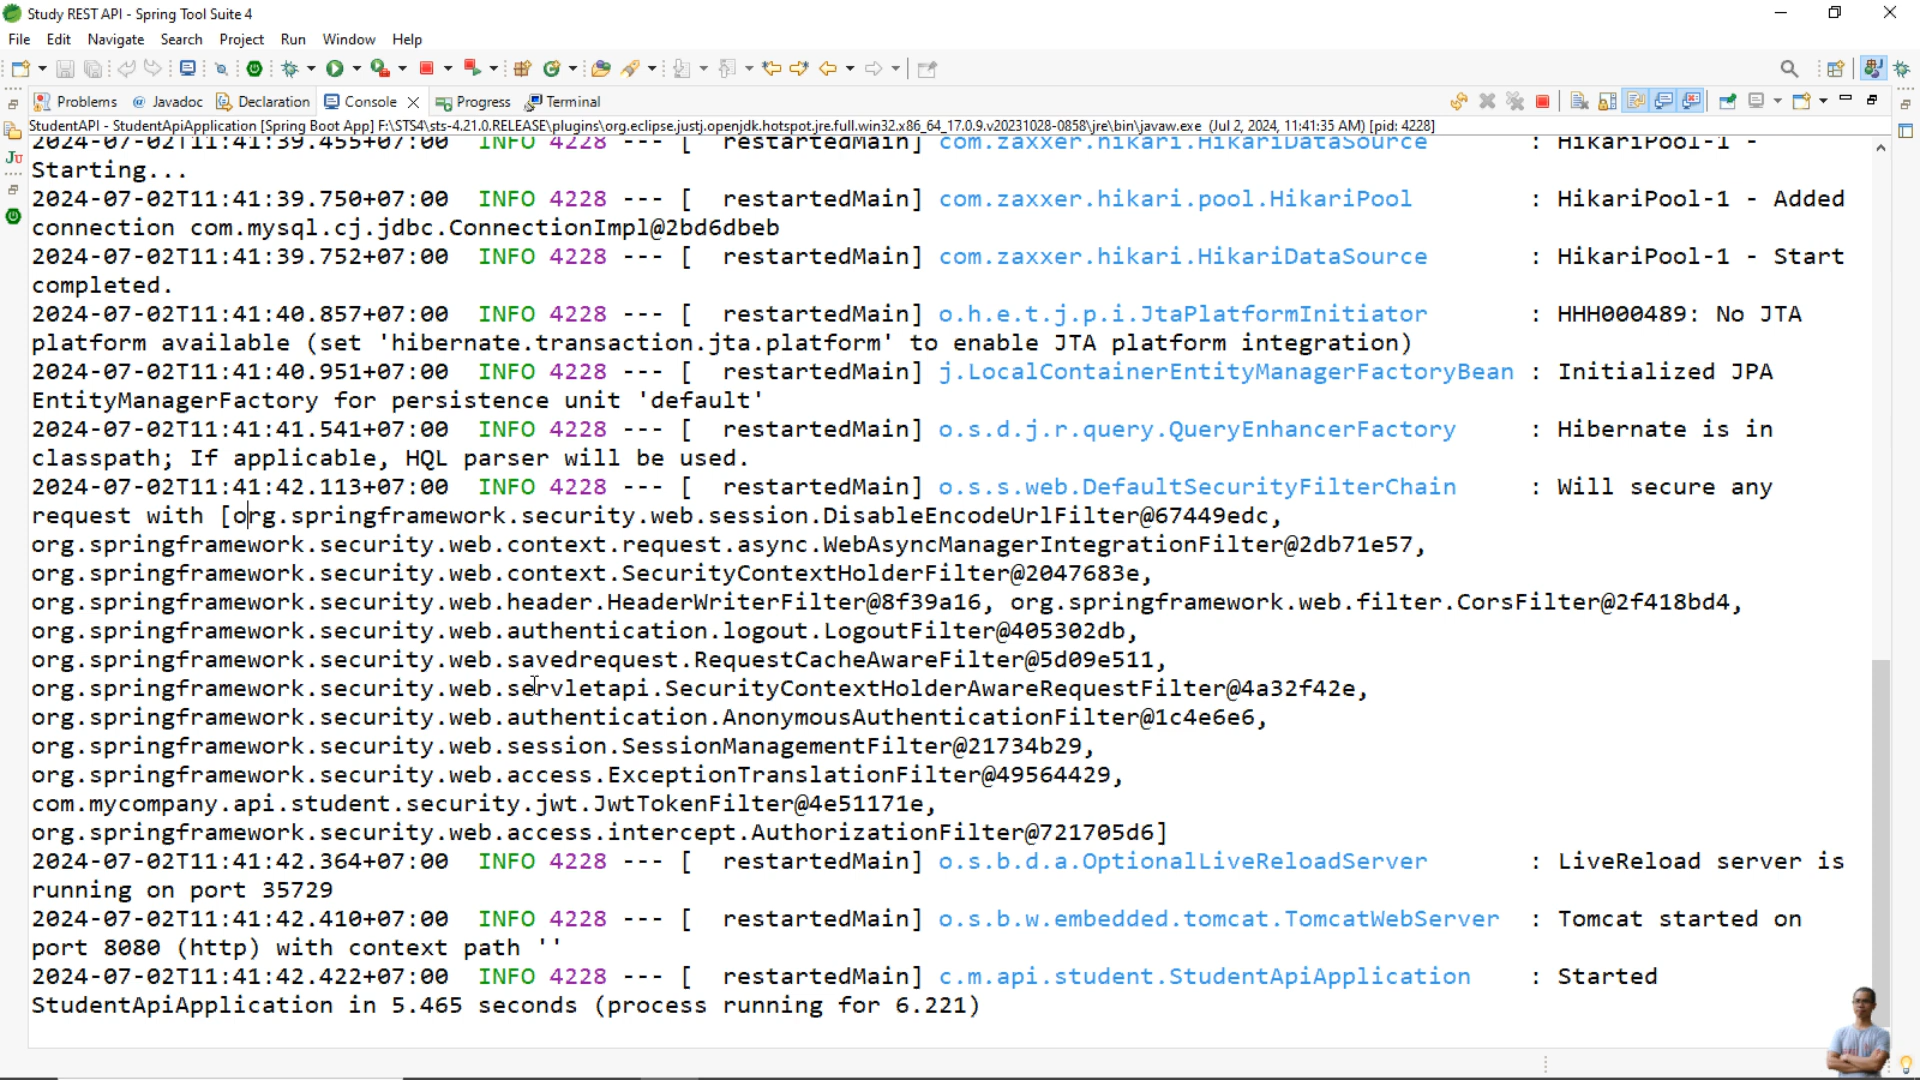 Study REST API - Spring Tool Suite 4
File Edit Navigate Search Project Run Window Help
Problems @ Javadoc Declaration Console Progress Terminal
StudentAPI - StudentApiApplication [Spring Boot App] F:\STS4\sts-4.21.0.RELEASE\plugins\org.eclipse.justj.openjdk.hotspot.jre.full.win32.x86_64_17.0.9.v20231028-0858\jre\bin\javaw.exe (Jul 2, 2024, 11:41:35 AM) [pid: 4228]
2024-07-02T11:41:39.455+07:00 INFO 4228 --- [ restartedMain] com.zaxxer.hikari.HikariDataSource : HikariPool-1 -
Starting...
2024-07-02T11:41:39.750+07:00 INFO 4228 --- [ restartedMain] com.zaxxer.hikari.pool.HikariPool : HikariPool-1 - Added
connection com.mysql.cj.jdbc.ConnectionImpl@2bd6dbeb
2024-07-02T11:41:39.752+07:00 INFO 4228 --- [ restartedMain] com.zaxxer.hikari.HikariDataSource : HikariPool-1 - Start
completed.
2024-07-02T11:41:40.857+07:00 INFO 4228 --- [ restartedMain] o.h.e.t.j.p.i.JtaPlatformInitiator : HHH000489: No JTA
platform available (set 'hibernate.transaction.jta.platform' to enable JTA platform integration)
2024-07-02T11:41:40.951+07:00 INFO 4228 --- [ restartedMain] j.LocalContainerEntityManagerFactoryBean : Initialized JPA
EntityManagerFactory for persistence unit 'default'
2024-07-02T11:41:41.541+07:00 INFO 4228 --- [ restartedMain] o.s.d.j.r.query.QueryEnhancerFactory : Hibernate is in
classpath; If applicable, HQL parser will be used.
2024-07-02T11:41:42.113+07:00 INFO 4228 --- [ restartedMain] o.s.s.web.DefaultSecurityFilterChain : Will secure any
request with [org.springframework.security.web.session.DisableEncodeUrlFilter@67449edc,
org.springframework.security.web.context.request.async.WebAsyncManagerIntegrationFilter@2db71e57,
org.springframework.security.web.context.SecurityContextHolderFilter@2047683e,
org.springframework.security.web.header.HeaderWriterFilter@8f39a16, org.springframework.web.filter.CorsFilter@2f418bd4,
org.springframework.security.web.authentication.logout.LogoutFilter@405302db,
org.springframework.security.web.savedrequest.RequestCacheAwareFilter@5d09e511,
org.springframework.security.web.servletapi.SecurityContextHolderAwareRequestFilter@4a32f42e,
org.springframework.security.web.authentication.AnonymousAuthenticationFilter@1c4e6e6,
org.springframework.security.web.session.SessionManagementFilter@21734b29,
org.springframework.security.web.access.ExceptionTranslationFilter@49564429,
com.mycompany.api.student.security.jwt.JwtTokenFilter@4e51171e,
org.springframework.security.web.access.intercept.AuthorizationFilter@721705d6]
2024-07-02T11:41:42.364+07:00 INFO 4228 --- [ restartedMain] o.s.b.d.a.OptionalLiveReloadServer : LiveReload server is
running on port 35729
2024-07-02T11:41:42.410+07:00 INFO 4228 --- [ restartedMain] o.s.b.w.embedded.tomcat.TomcatWebServer : Tomcat started on
port 8080 (http) with context path ''
2024-07-02T11:41:42.422+07:00 INFO 4228 --- [ restartedMain] c.m.api.student.StudentApiApplication : Started
StudentApiApplication in 5.465 seconds (process running for 6.221)